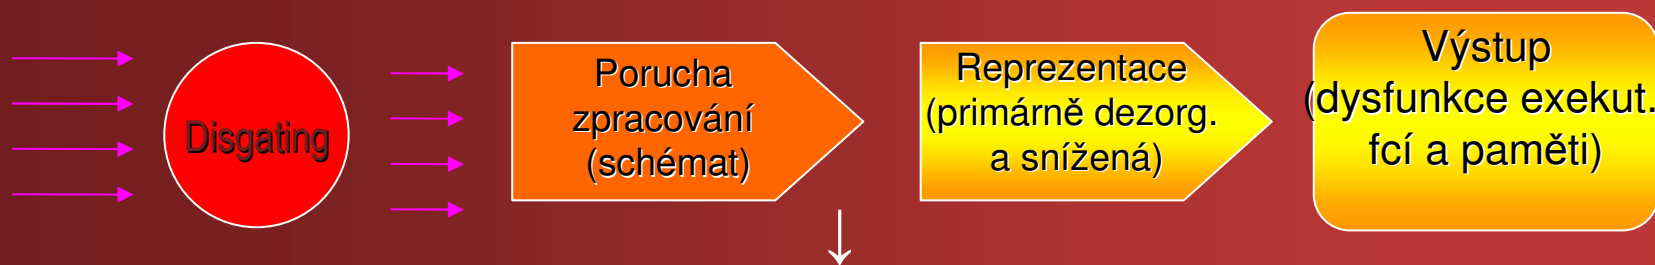 Disgating
Porucha
zpracování
(schémat)
Reprezentace
(primárně dezorg.
a snížená)
Výstup
(dysfunkce exekut.
fcí a paměti)